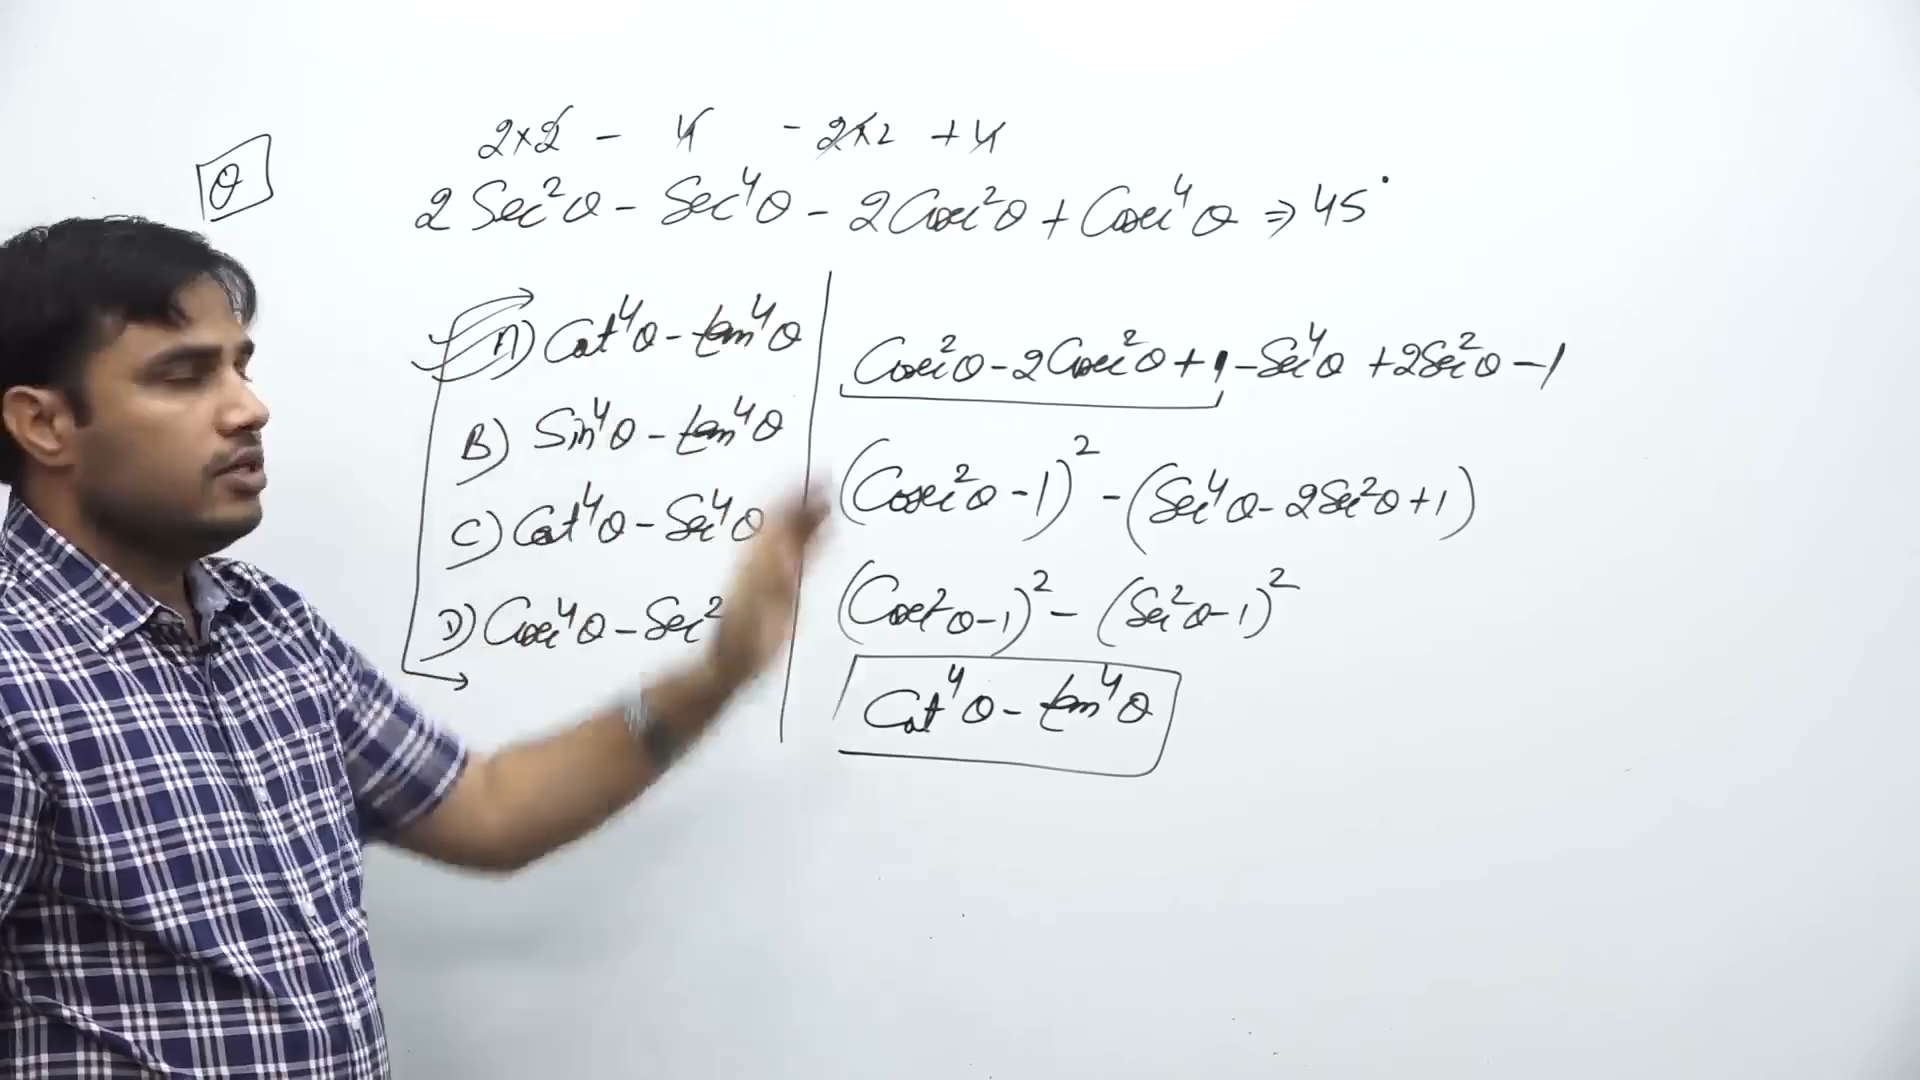 Q
2×2 - 4 - 2×2 + 4
2 Sec²θ - Sec⁴θ - 2Cosec²θ + Cosec⁴θ ⇒ 45°
A) Cot⁴θ - tan⁴θ
B) Sin⁴θ - tan⁴θ
C) Cot⁴θ - Sec⁴θ
D) Cosec⁴θ - Sec²
Cosec²θ - 2Cosec²θ + 1 - Sec⁴θ + 2Sec²θ - 1
(Cosec²θ - 1)² - (Sec⁴θ - 2Sec²θ + 1)
(Cosec²θ - 1)² - (Sec²θ - 1)²
Cot⁴θ - tan⁴θ